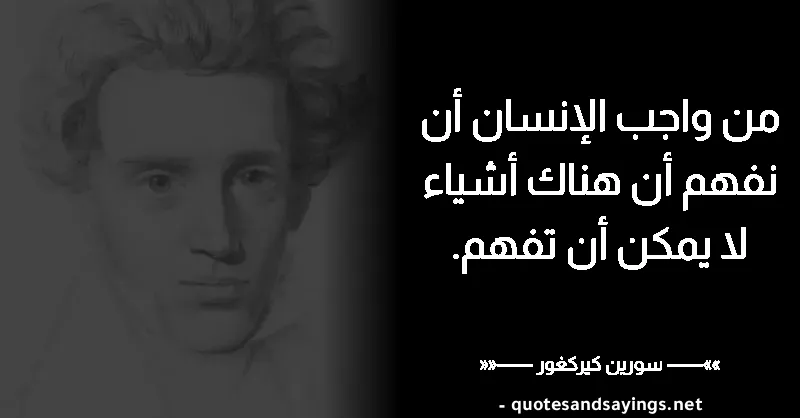 من واجب الإنسان أن
نفهم أن هناك أشياء
لا يمكن أن تفهم.
»»—— سورين كيركغور ——««
- quotesandsayings.net